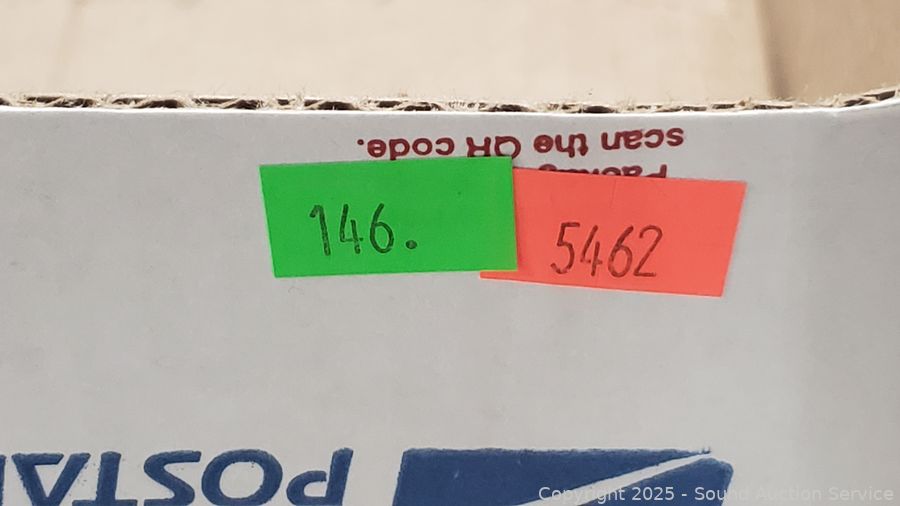 scan the QR code.
146.
5462
POSTA
Copyright 2025 - Sound Auction Service